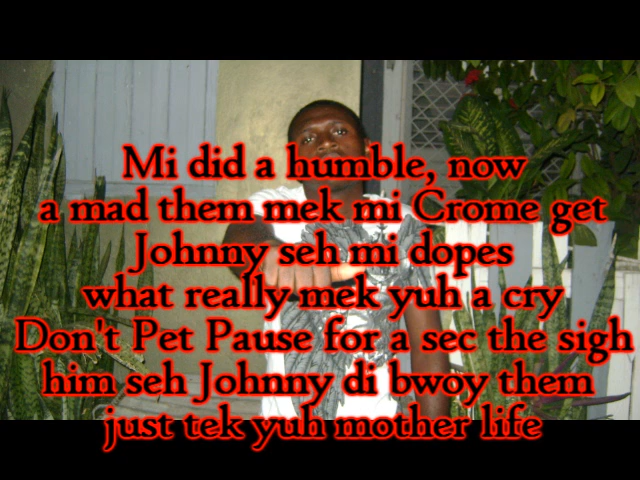 Mi did a humble, now
a mad them mek mi Crome get
Johnny seh mi dopes
what really mek yuh a cry
Don't Pet Pause for a sec the sigh
him seh Johnny di bwoy them
just tek yuh mother life